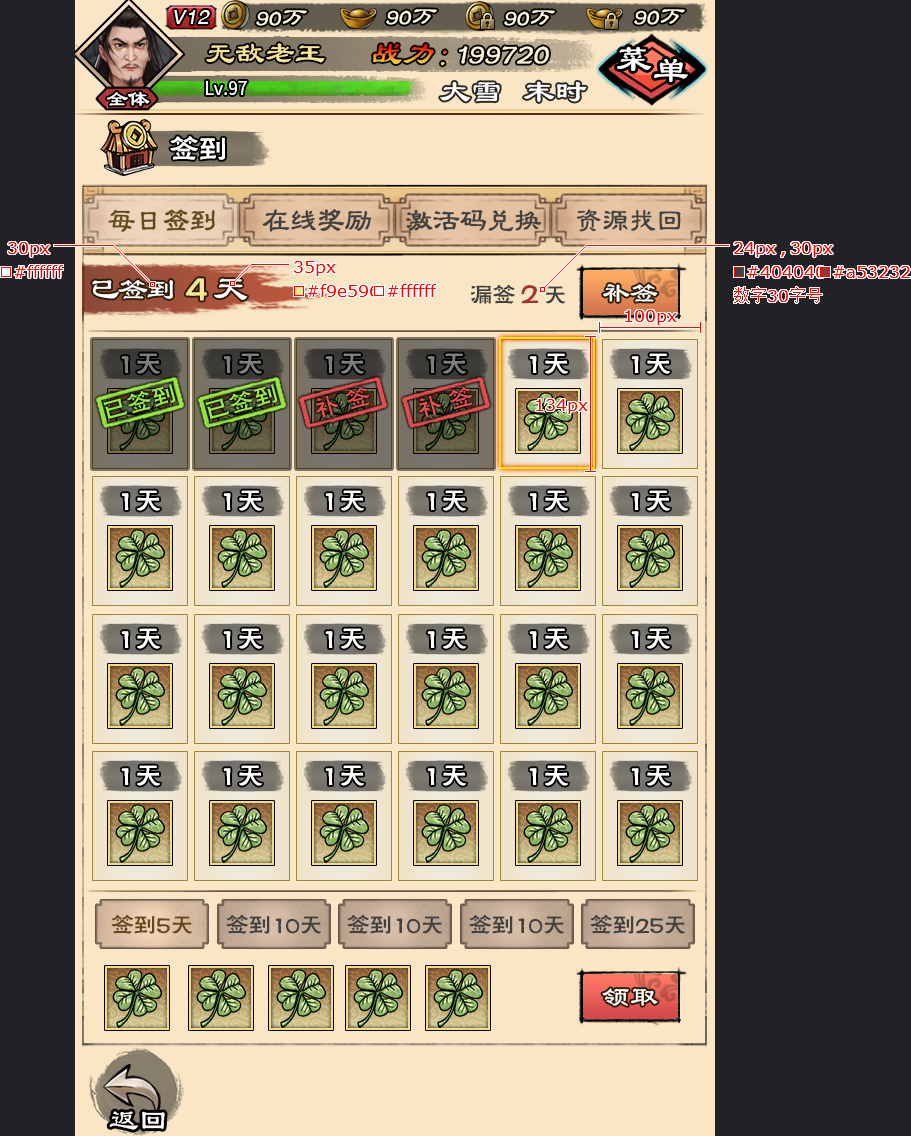 V12 90万 90万 90万 90万
无敌老王 战力：199720
菜单
Lv.97
全体
大雪 末时
签到
每日签到 在线奖励 激活码兑换 资源找回
30px
#ffffff
已签到 4 天
35px
#f9e59 #ffffff
漏签 2 天
补签
24px , 30px
#404040 #a53232
数字30字号
100px
1天 1天 1天 1天 1天 1天
已签到 已签到 补签 补签
134px
1天 1天 1天 1天 1天 1天
1天 1天 1天 1天 1天 1天
1天 1天 1天 1天 1天 1天
签到5天 签到10天 签到10天 签到10天 签到25天
领取
返回